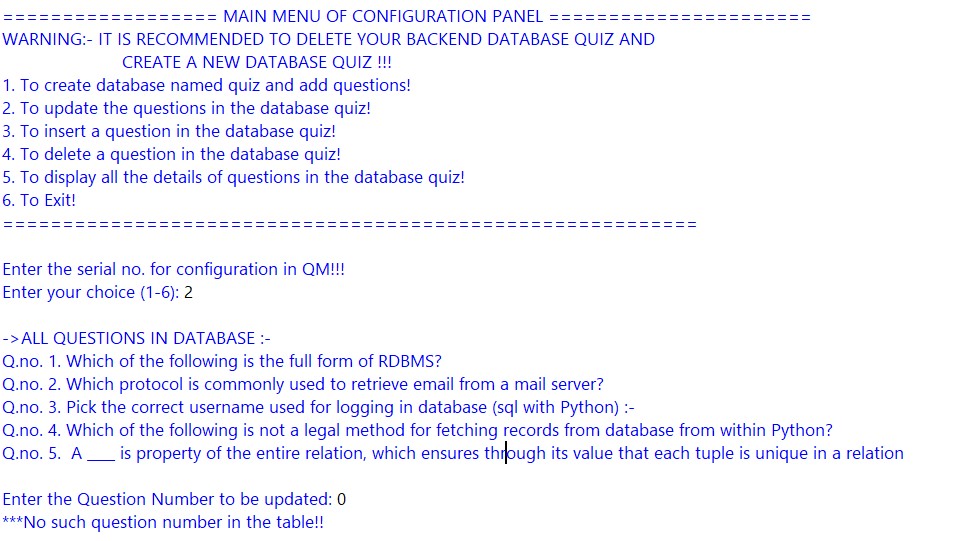 ================== MAIN MENU OF CONFIGURATION PANEL ======================
WARNING:- IT IS RECOMMENDED TO DELETE YOUR BACKEND DATABASE QUIZ AND
CREATE A NEW DATABASE QUIZ !!!
1. To create database named quiz and add questions!
2. To update the questions in the database quiz!
3. To insert a question in the database quiz!
4. To delete a question in the database quiz!
5. To display all the details of questions in the database quiz!
6. To Exit!
==========================================================
Enter the serial no. for configuration in QM!!!
Enter your choice (1-6): 2
->ALL QUESTIONS IN DATABASE :-
Q.no. 1. Which of the following is the full form of RDBMS?
Q.no. 2. Which protocol is commonly used to retrieve email from a mail server?
Q.no. 3. Pick the correct username used for logging in database (sql with Python) :-
Q.no. 4. Which of the following is not a legal method for fetching records from database from within Python?
Q.no. 5.  A ___ is property of the entire relation, which ensures through its value that each tuple is unique in a relation
Enter the Question Number to be updated: 0
***No such question number in the table!!